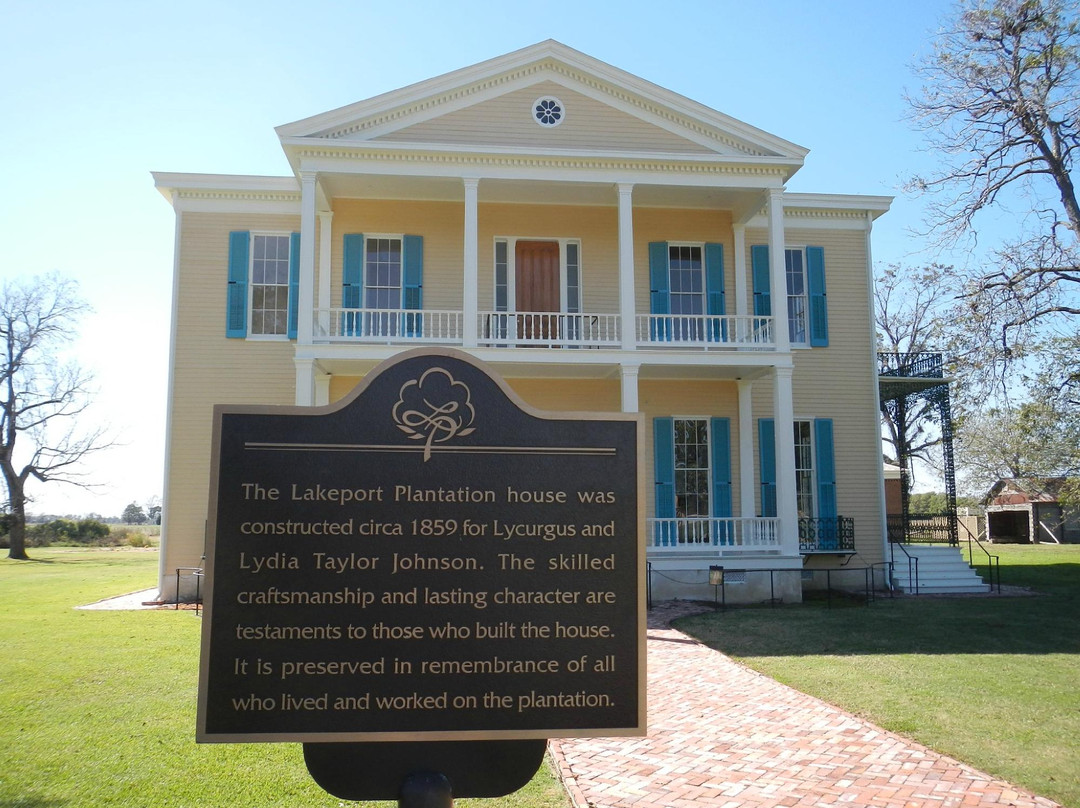 The Lakeport Plantation house was
constructed circa 1859 for Lycurgus and
Lydia Taylor Johnson. The skilled
craftsmanship and lasting character are
testaments to those who built the house.
It is preserved in remembrance of all
who lived and worked on the plantation.